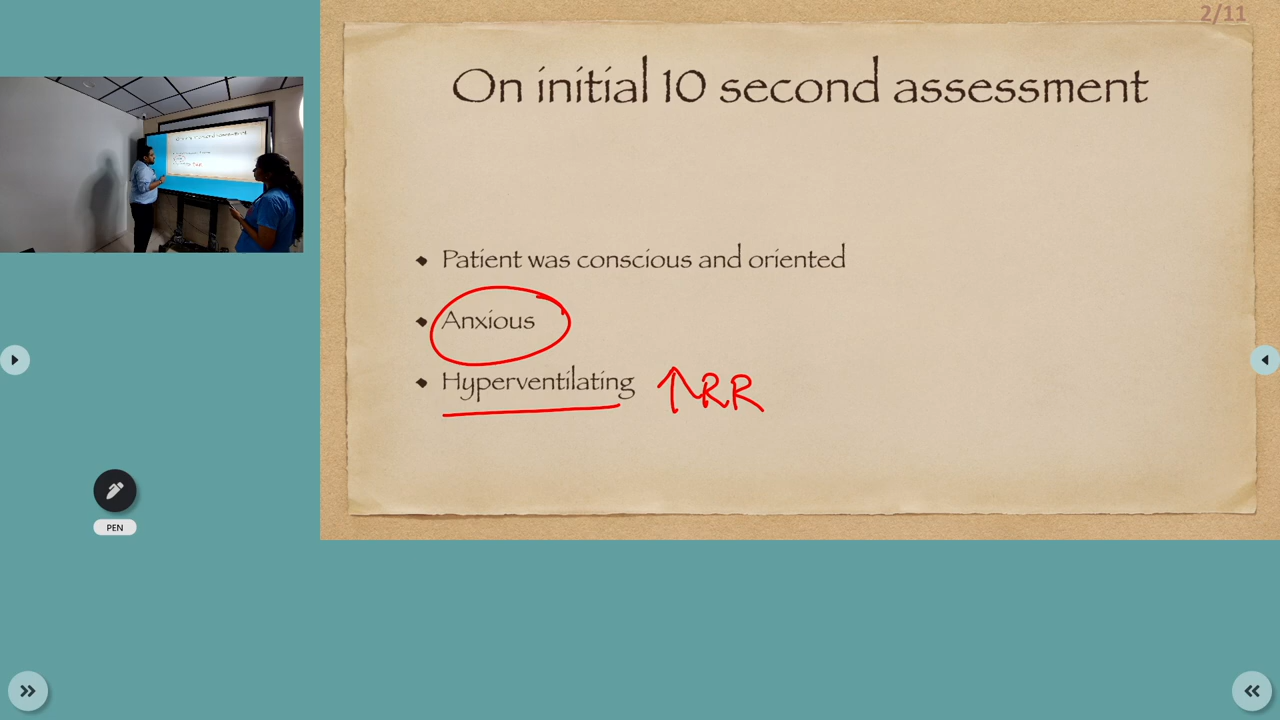 2/11
On initial 10 second assessment
Patient was conscious and oriented
Anxious
Hyperventilating ↑RR
PEN